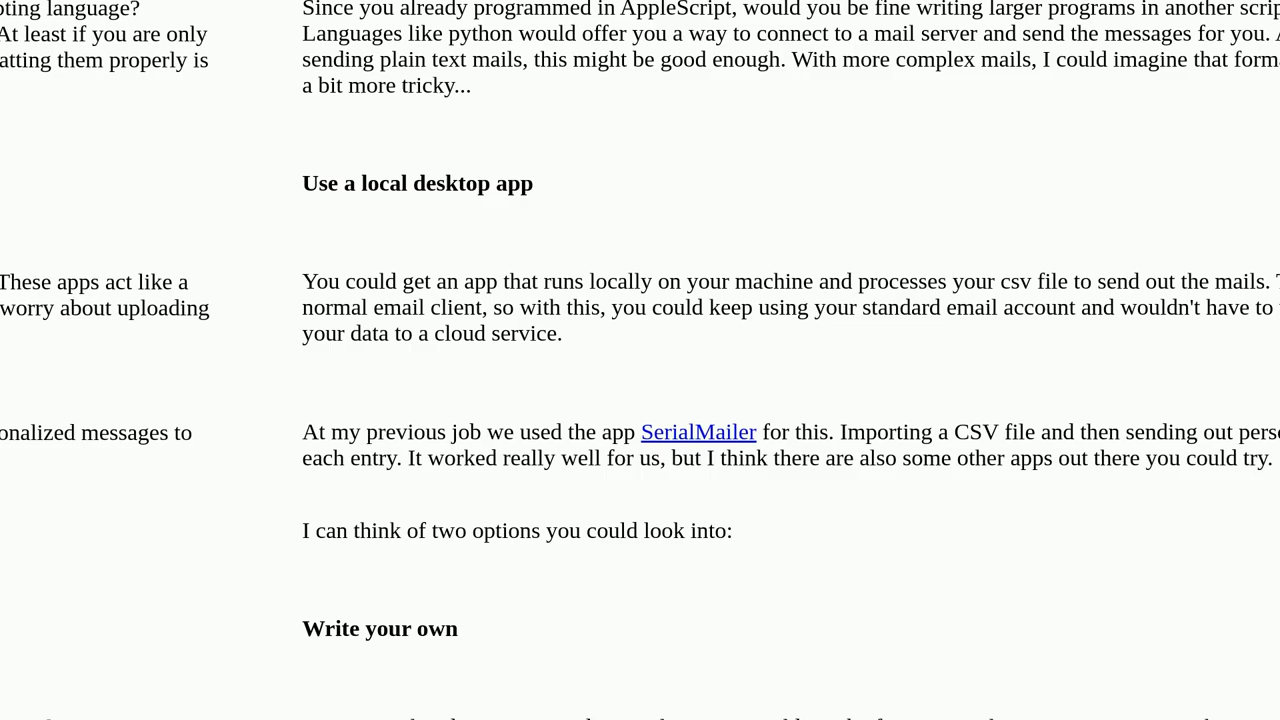 pting language?
At least if you are only
atting them properly is
These apps act like a
worry about uploading
onalized messages to
Since you already programmed in AppleScript, would you be fine writing larger programs in another scrip
Languages like python would offer you a way to connect to a mail server and send the messages for you.
sending plain text mails, this might be good enough. With more complex mails, I could imagine that form
a bit more tricky...
Use a local desktop app
You could get an app that runs locally on your machine and processes your csv file to send out the mails.
normal email client, so with this, you could keep using your standard email account and wouldn't have to
your data to a cloud service.
At my previous job we used the app SerialMailer for this. Importing a CSV file and then sending out pers
each entry. It worked really well for us, but I think there are also some other apps out there you could try.
I can think of two options you could look into:
Write your own